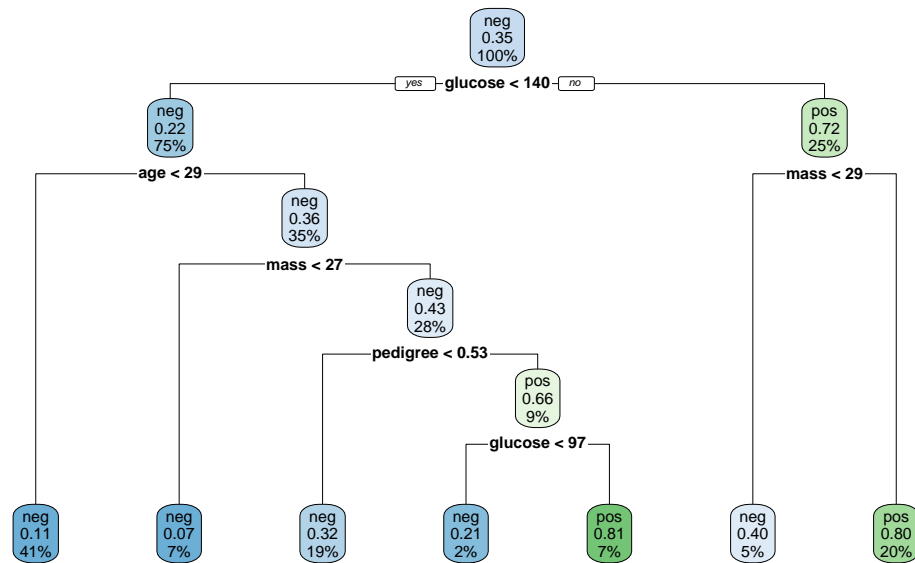 neg
0.35
100%
yes glucose < 140 no
neg
0.22
75%
pos
0.72
25%
age < 29
mass < 29
neg
0.36
35%
mass < 27
neg
0.43
28%
pedigree < 0.53
pos
0.66
9%
glucose < 97
neg
0.11
41%
neg
0.07
7%
neg
0.32
19%
neg
0.21
2%
pos
0.81
7%
neg
0.40
5%
pos
0.80
20%